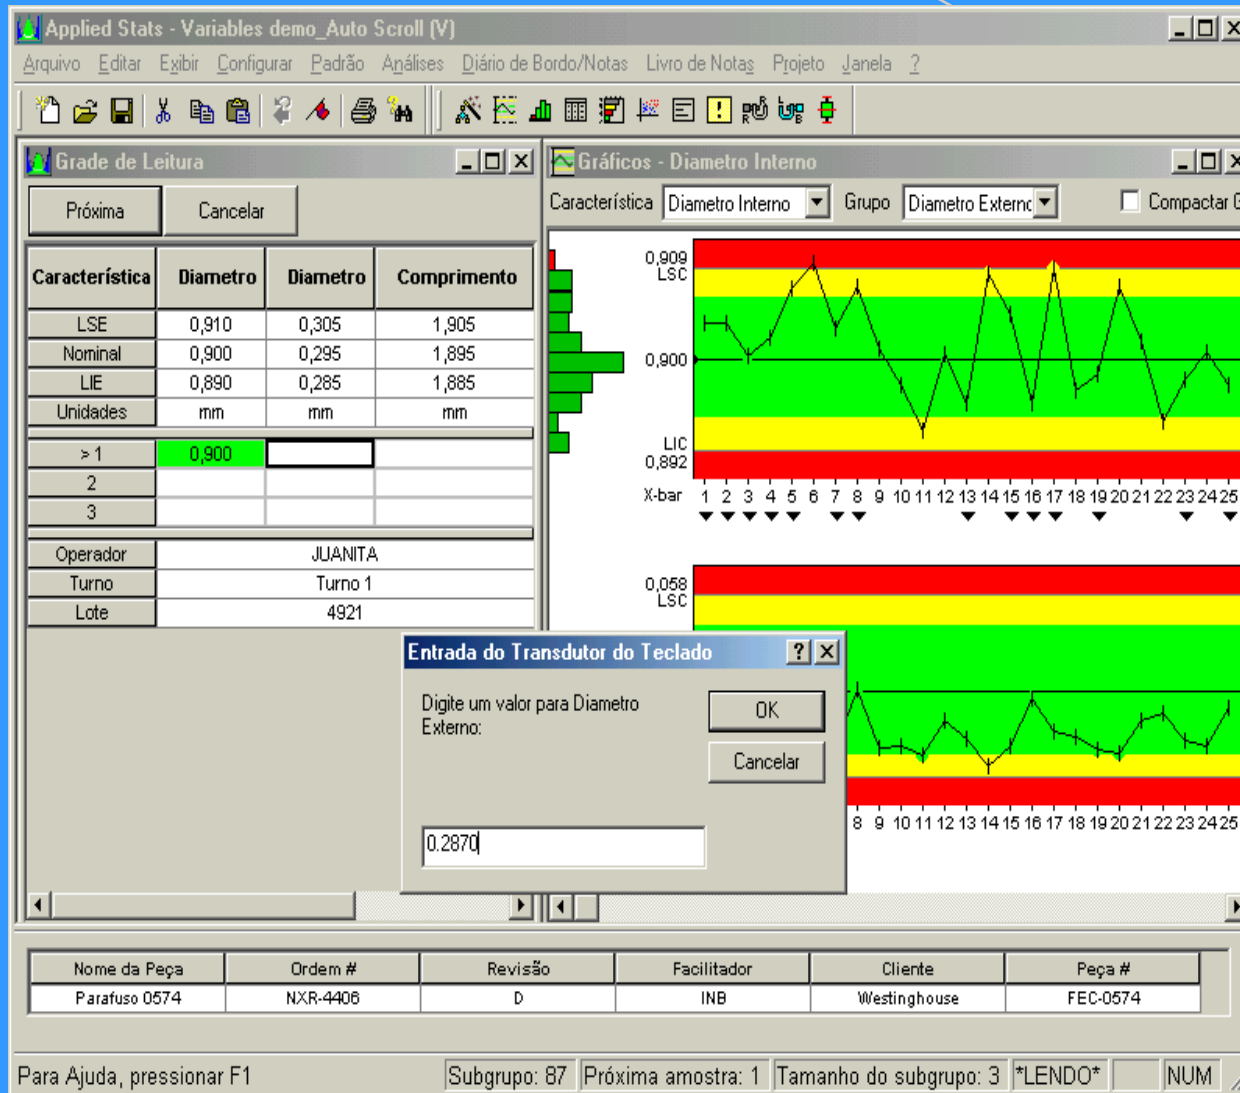 Applied Stats - Variables demo_Auto Scroll (V)
Arquivo Editar Exibir Configurar Padrão Análises Diário de Bordo/Notas Livro de Notas Projeto Janela ?
Grade de Leitura
Próxima Cancelar
Característica Diametro Diametro Comprimento
LSE 0,910 0,305 1,905
Nominal 0,900 0,295 1,895
LIE 0,890 0,285 1,885
Unidades mm mm mm
> 1 0,900
2
3
Operador JUANITA
Turno Turno 1
Lote 4921
Gráficos - Diametro Interno
Característica Diametro Interno Grupo Diametro Externo Compactar G
0,909
LSC
0,900
LIC
0,892
X-bar 1 2 3 4 5 6 7 8 9 10 11 12 13 14 15 16 17 18 19 20 21 22 23 24 25
0,058
LSC
8 9 10 11 12 13 14 15 16 17 18 19 20 21 22 23 24 25
Entrada do Transdutor do Teclado
Digite um valor para Diametro
Externo:
OK
Cancelar
0.2870
Nome da Peça Ordem # Revisão Facilitador Cliente Peça #
Parafuso 0574 NXR-4406 D INB Westinghouse FEC-0574
Para Ajuda, pressionar F1 Subgrupo: 87 Próxima amostra: 1 Tamanho do subgrupo: 3 *LENDO* NUM